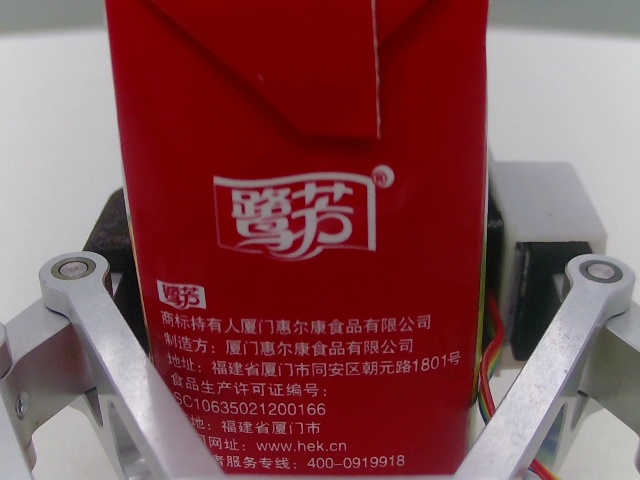 鹭芳
®
鹭芳
商标持有人厦门惠尔康食品有限公司
制造方：厦门惠尔康食品有限公司
地址：福建省厦门市同安区朝元路1801号
食品生产许可证编号：
SC10635021200166
地：福建省厦门市
网址：www.hek.cn
者服务专线：400-0919918